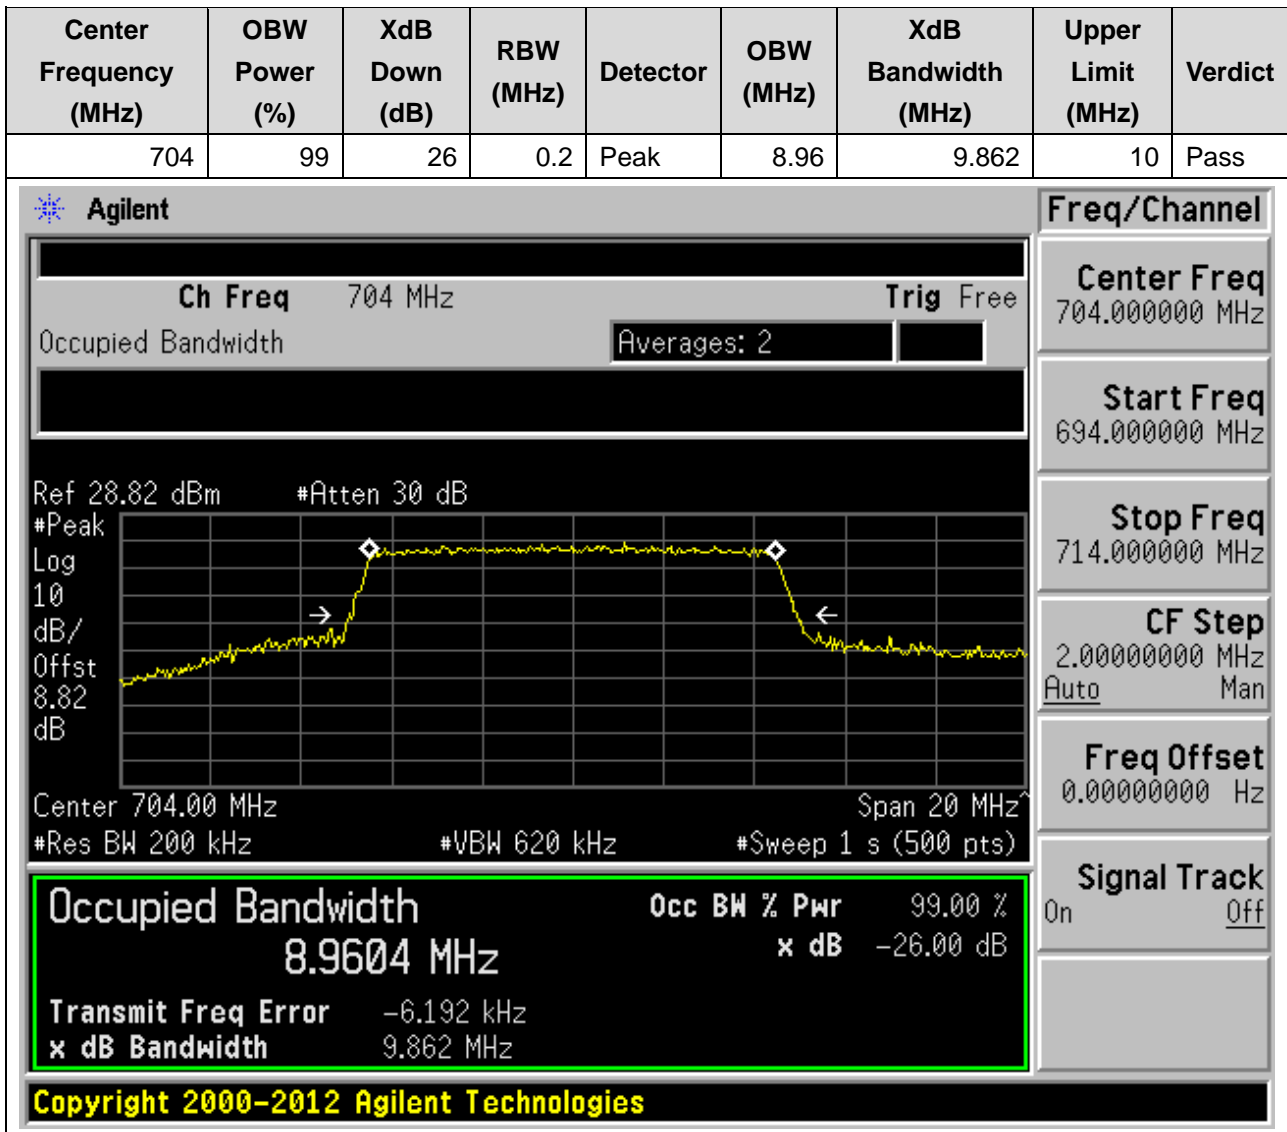 Center Frequency (MHz) OBW Power (%) XdB Down (dB) RBW (MHz) Detector OBW (MHz) XdB Bandwidth (MHz) Upper Limit (MHz) Verdict
704 99 26 0.2 Peak 8.96 9.862 10 Pass
Agilent
Freq/Channel
Ch Freq 704 MHz Trig Free
Occupied Bandwidth Averages: 2
Center Freq
704.000000 MHz
Start Freq
694.000000 MHz
Stop Freq
714.000000 MHz
CF Step
2.00000000 MHz
Auto Man
Freq Offset
0.00000000 Hz
Signal Track
On Off
Ref 28.82 dBm #Atten 30 dB
#Peak
Log
10
dB/
Offst
8.82
dB
Center 704.00 MHz Span 20 MHz^
#Res BW 200 kHz #VBW 620 kHz #Sweep 1 s (500 pts)
Occupied Bandwidth
8.9604 MHz
Occ BW % Pwr 99.00 %
x dB -26.00 dB
Transmit Freq Error -6.192 kHz
x dB Bandwidth 9.862 MHz
Copyright 2000-2012 Agilent Technologies